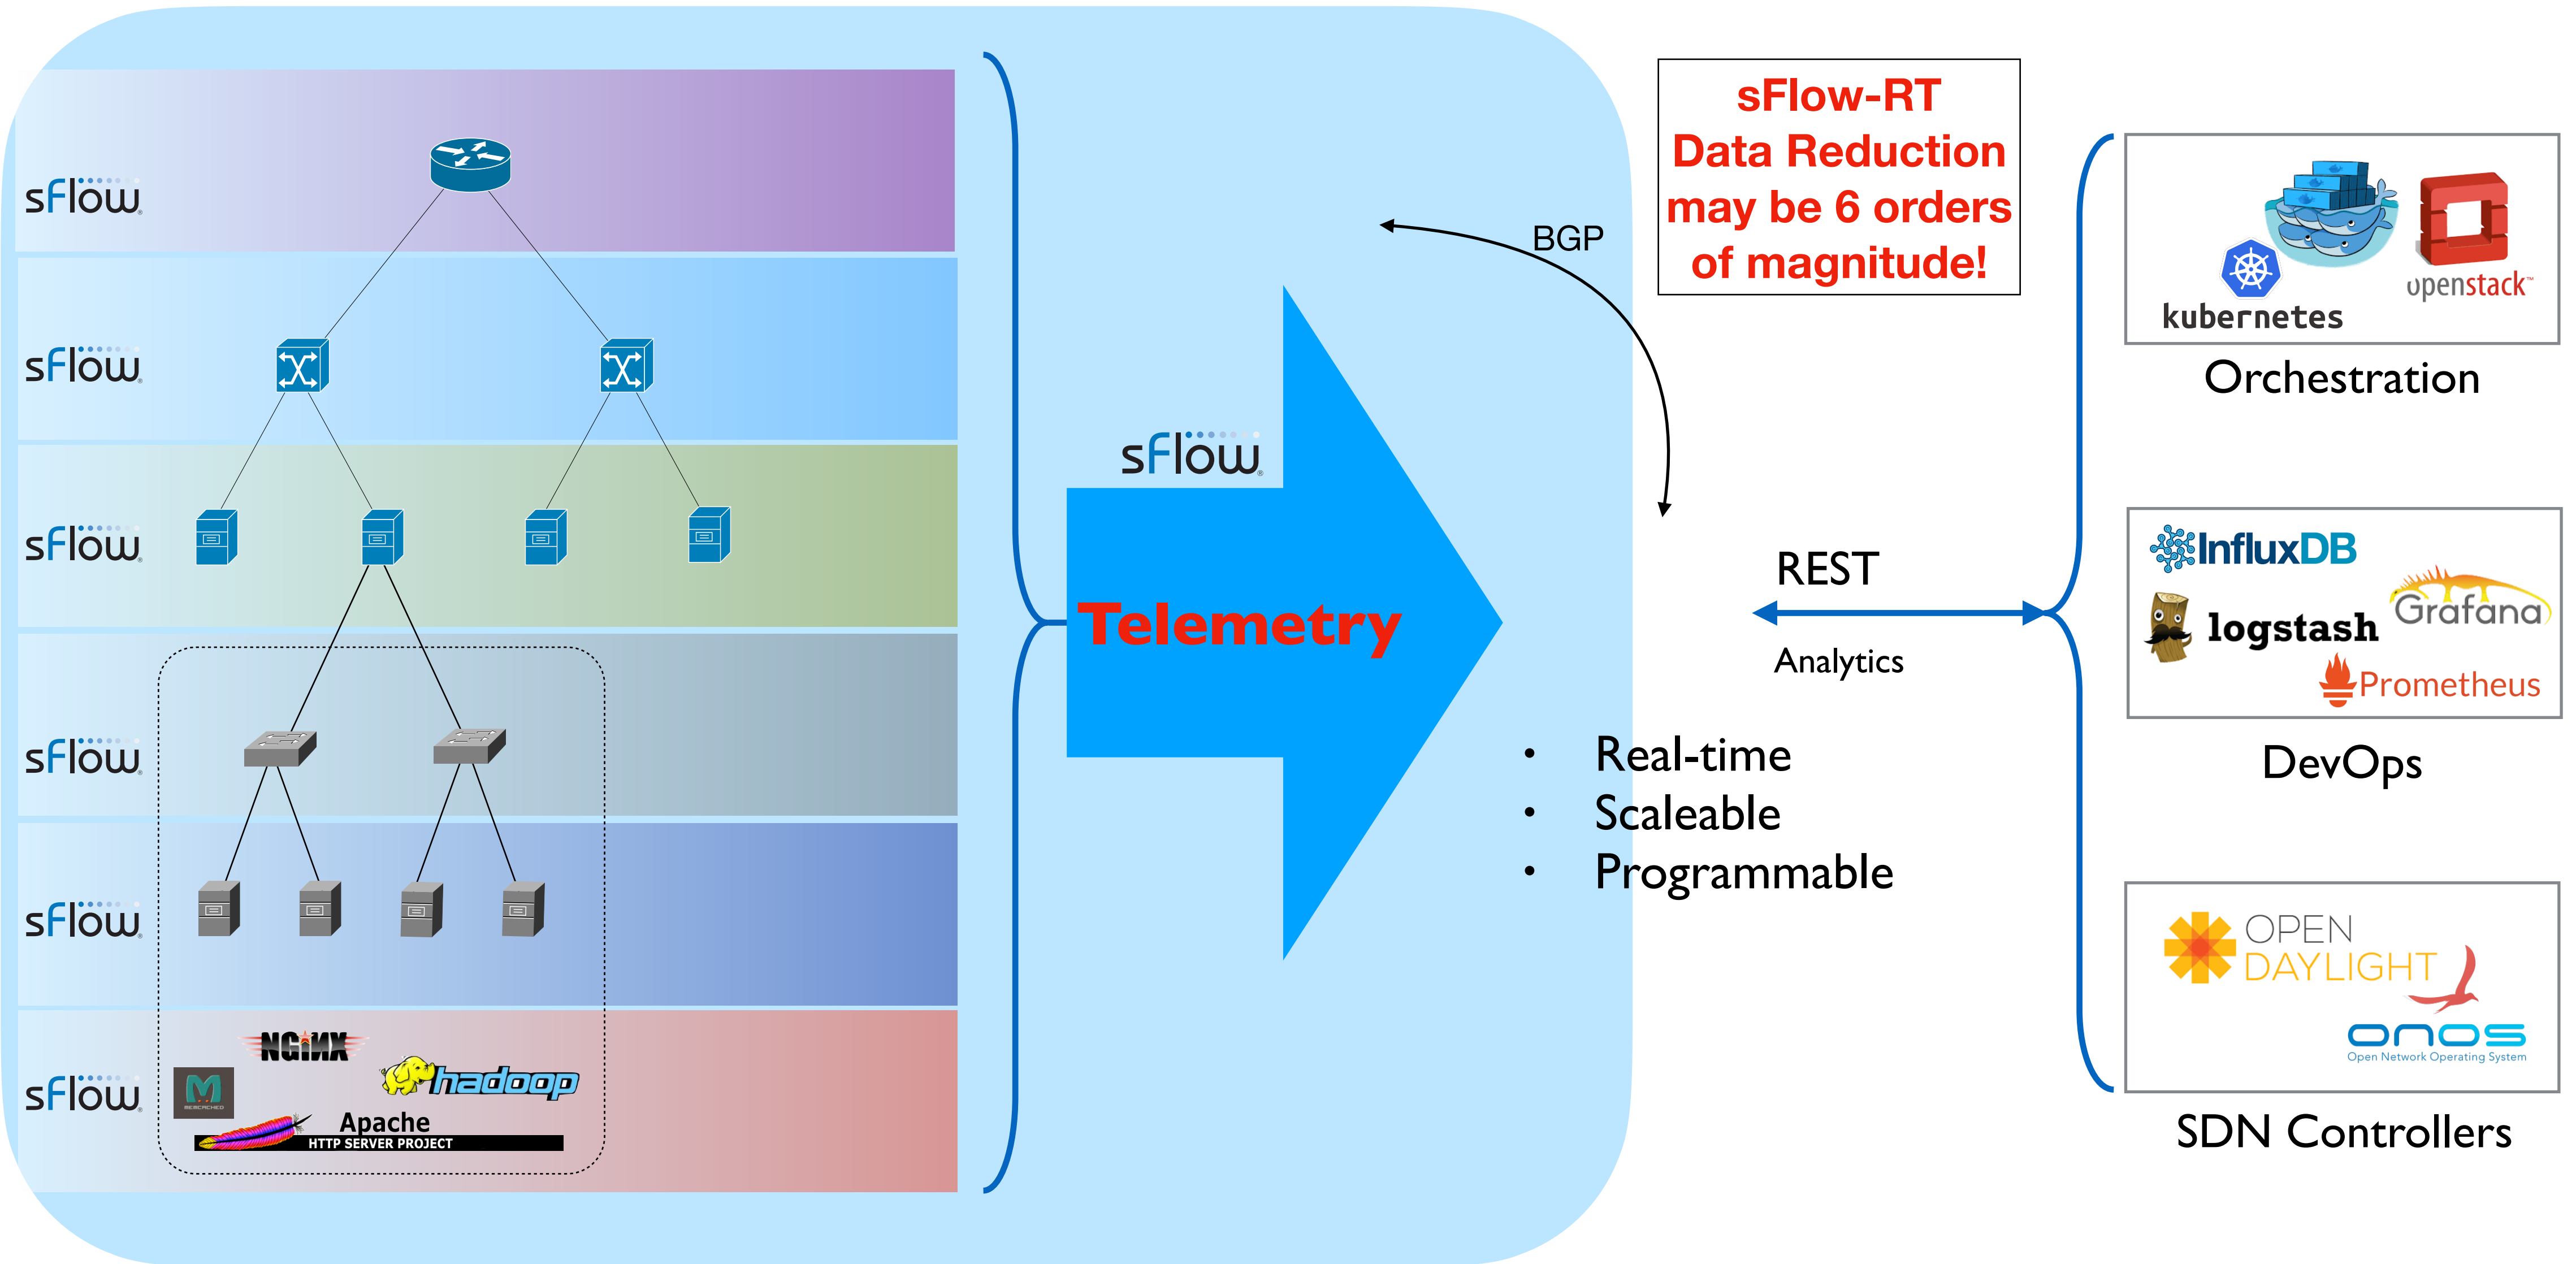 sFlow
sFlow
sFlow
sFlow
sFlow
sFlow
NGiNX
MEMCACHED
hadoop
Apache
HTTP SERVER PROJECT
sFlow®
Telemetry
BGP
sFlow-RT
Data Reduction
may be 6 orders
of magnitude!
REST
Analytics
• Real-time
• Scaleable
• Programmable
kubernetes
openstack™
Orchestration
InfluxDB
Grafana
logstash
Prometheus
DevOps
OPEN
DAYLIGHT
onos
Open Network Operating System
SDN Controllers